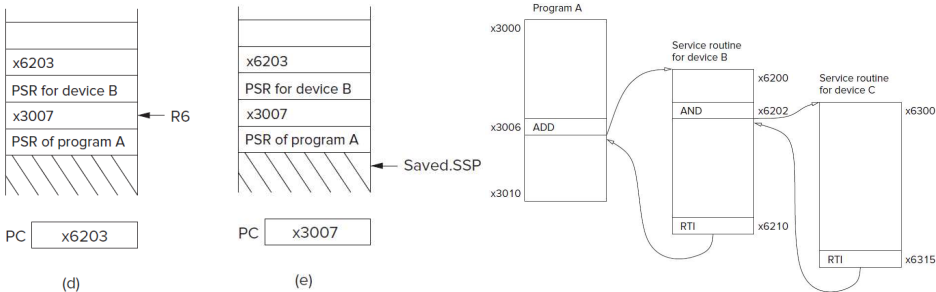 x6203
PSR for device B
x3007
R6
PSR of program A
PC
x6203
(d)
x6203
PSR for device B
x3007
PSR of program A
Saved.SSP
PC
x3007
(e)
Program A
x3000
x3006
ADD
x3010
Service routine
for device B
x6200
AND
x6202
RTI
x6210
Service routine
for device C
x6300
RTI
x6315